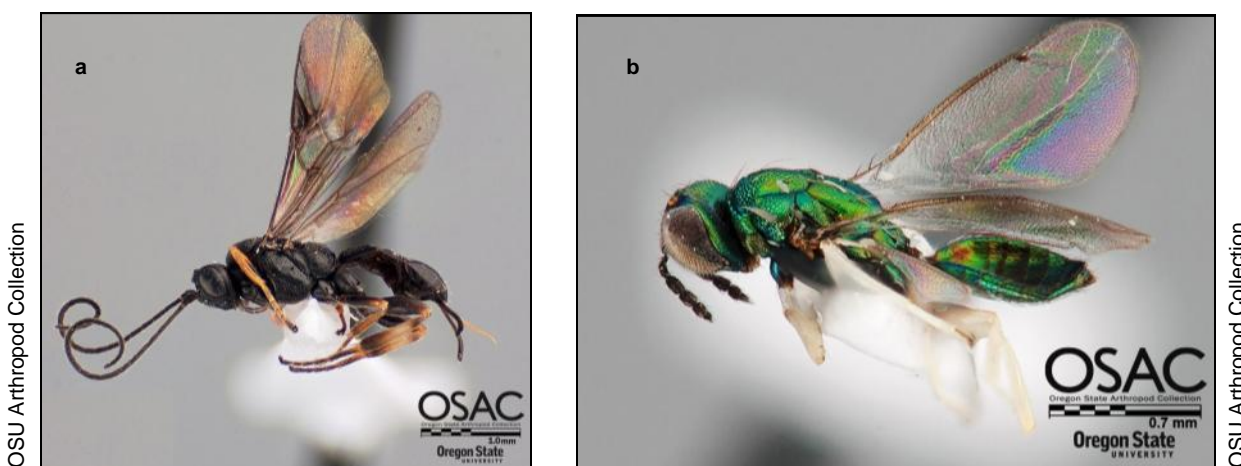 OSU Arthropod Collection
a
OSAC
Oregon State Arthropod Collection
1.0mm
Oregon State
UNIVERSITY
b
OSAC
Oregon State Arthropod Collection
0.7 mm
Oregon State
UNIVERSITY
OSU Arthropod Collection